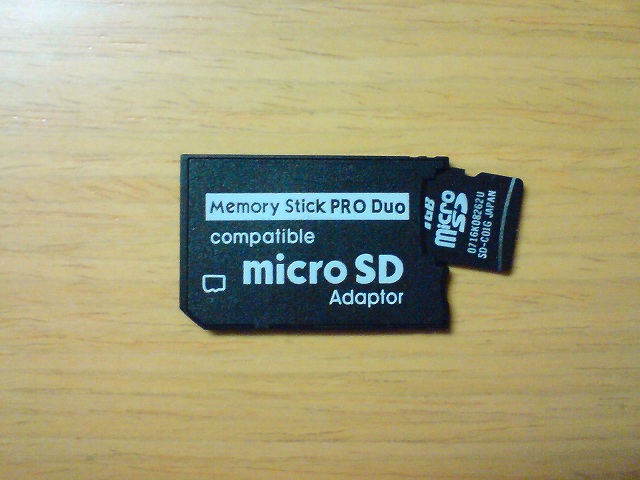 Memory Stick PRO Duo
compatible
micro SD
Adaptor
1GB
micro
SD
0716K08262U
SD-C01G JAPAN